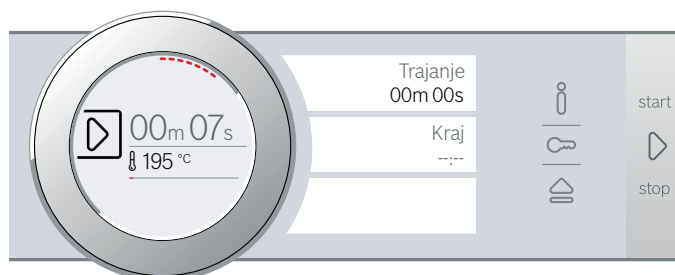 00m 07s
195 °C
Trajanje
00m 00s
Kraj
--:--
start
stop